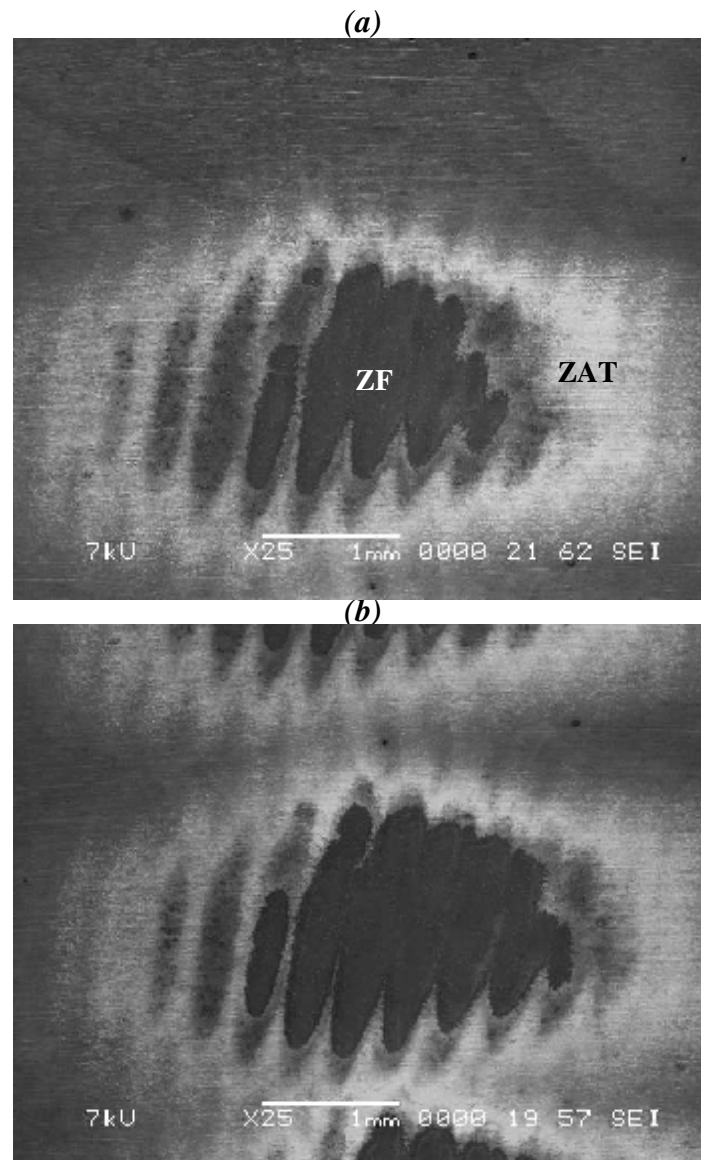 (a)
ZF
ZAT
7kU X25 1mm 0000 21 62 SEI
(b)
7kU X25 1mm 0000 19 57 SEI